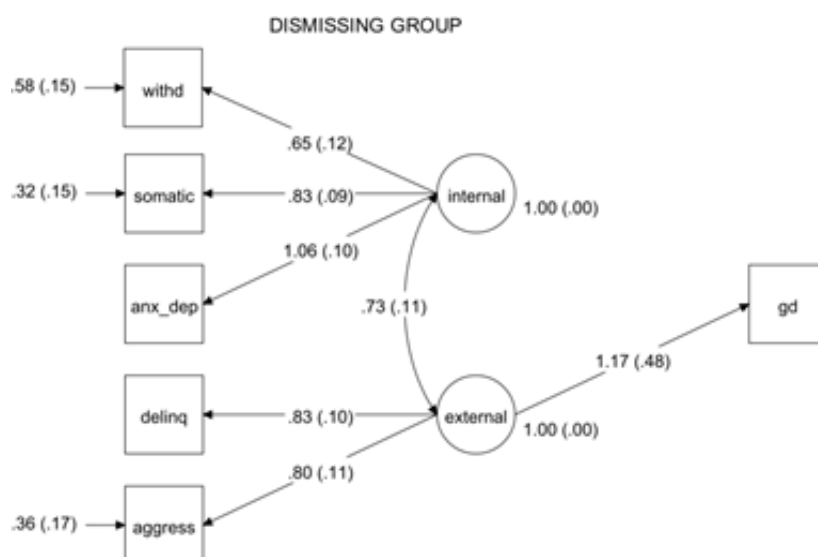 DISMISSING GROUP
.58 (.15)
withd
.65 (.12)
.32 (.15)
somatic
.83 (.09)
internal
1.00 (.00)
1.06 (.10)
anx_dep
.73 (.11)
gd
1.17 (.48)
delinq
.83 (.10)
external
1.00 (.00)
.80 (.11)
.36 (.17)
aggress